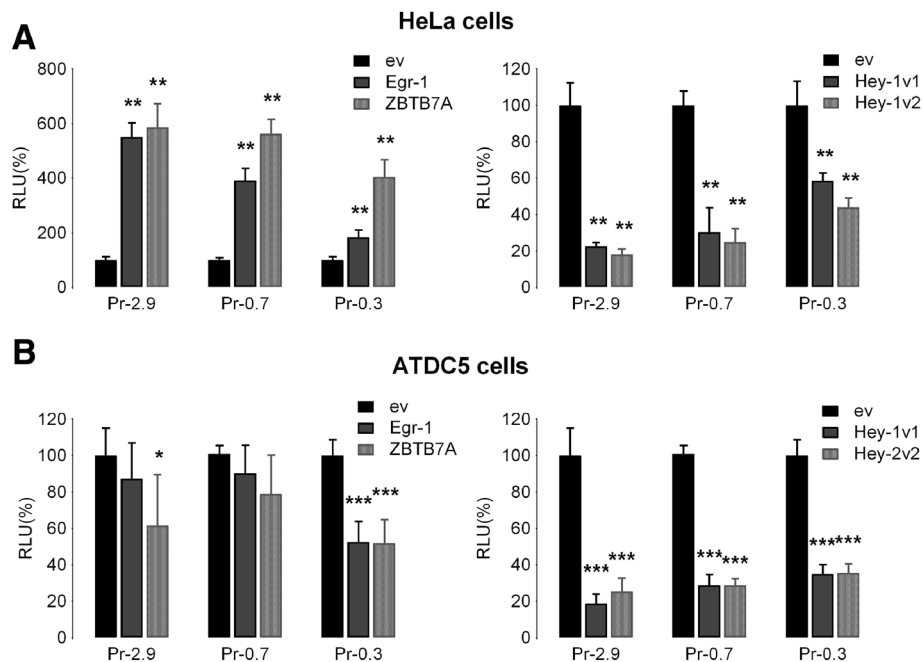 A
HeLa cells
ev
Egr-1
ZBTB7A
RLU(%)
800
600
400
200
0
** **
** **
** **
Pr-2.9 Pr-0.7 Pr-0.3
ev
Hey-1v1
Hey-1v2
RLU(%)
120
100
80
60
40
20
0
** **
** **
** **
Pr-2.9 Pr-0.7 Pr-0.3
B
ATDC5 cells
ev
Egr-1
ZBTB7A
RLU(%)
120
100
80
60
40
20
0
*
*** ***
Pr-2.9 Pr-0.7 Pr-0.3
ev
Hey-1v1
Hey-2v2
RLU(%)
120
100
80
60
40
20
0
*** ***
*** ***
*** ***
Pr-2.9 Pr-0.7 Pr-0.3